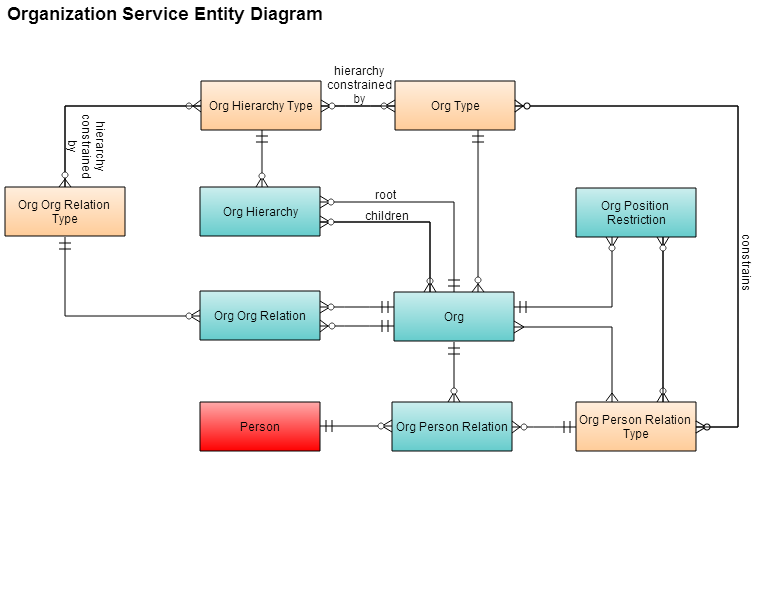 Organization Service Entity Diagram
hierarchy
constrained
by
Org Hierarchy Type
Org Type
hierarchy
constrained
by
Org Org Relation
Type
Org Hierarchy
root
children
Org Position
Restriction
constrains
Org Org Relation
Org
Person
Org Person Relation
Org Person Relation
Type